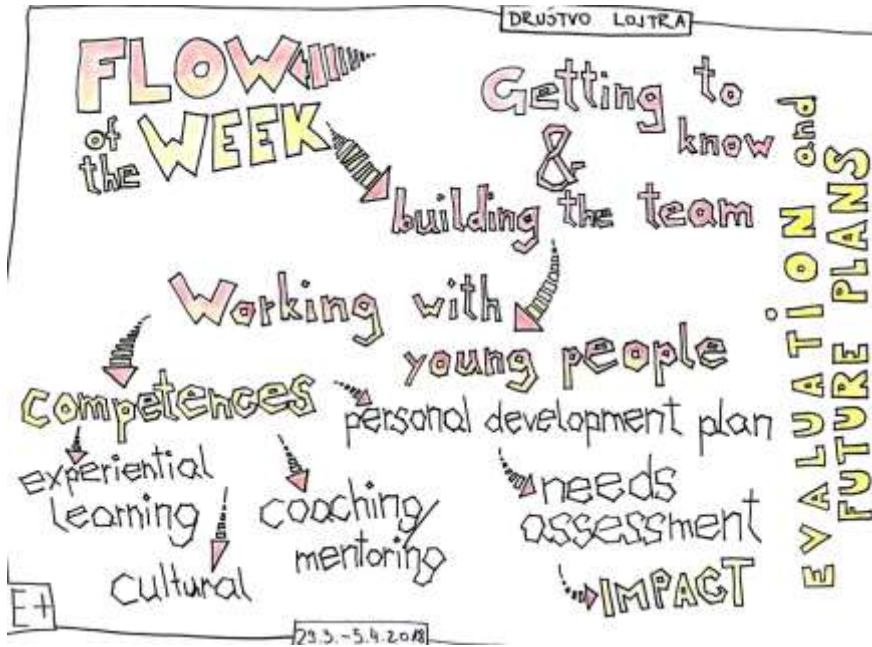 DRUŠTVO LOJTRA
FLOW
of the WEEK
Getting to know
&
building the team
Working with
young people
competences
personal development plan
experiential
learning
coaching/
mentoring
cultural
needs
assessment
IMPACT
EVALUATION and
FUTURE PLANS
E+
29.3.-5.4.2018